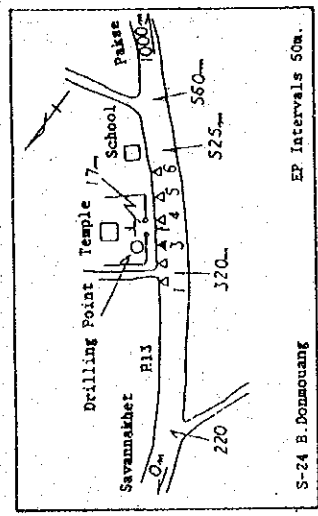 Pakse
1000m
School
560m
17m
525m
Temple
6
5
4
3
1
Drilling Point
320m
R13
Savannakhet
0m
220
EP Intervals 50m.
S-24 B.Donmouang